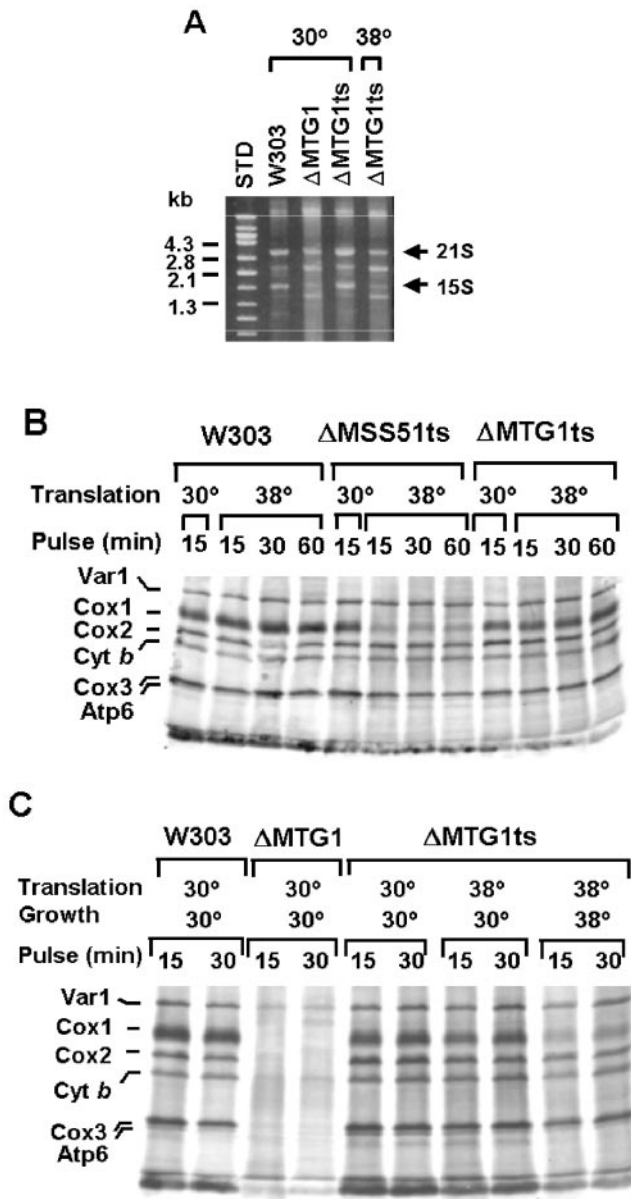 A
30° 38°
STD W303 ΔMTG1 ΔMTG1ts ΔMTG1ts
kb
4.3
2.8
2.1
1.3
21S
15S
B
W303 ΔMSS51ts ΔMTG1ts
Translation 30° 38° 30° 38° 30° 38°
Pulse (min) 15 15 30 60 15 15 30 60 15 15 30 60
Var1
Cox1
Cox2
Cyt b
Cox3
Atp6
C
W303 ΔMTG1 ΔMTG1ts
Translation 30° 30° 30° 38° 38°
Growth 30° 30° 30° 30° 38°
Pulse (min) 15 30 15 30 15 30 15 30 15 30
Var1
Cox1
Cox2
Cyt b
Cox3
Atp6